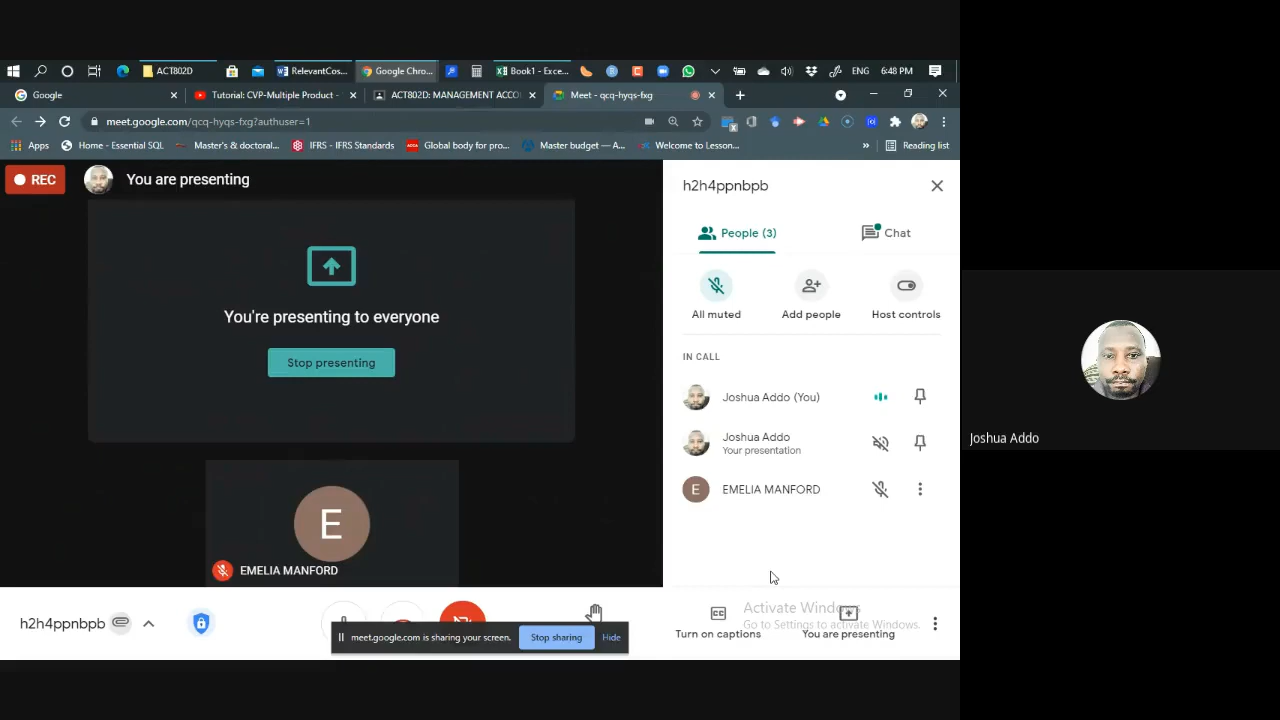 ACT802D
RelevantCos...
Google Chro...
Book1 - Exce...
ENG
6:48 PM
Google
Tutorial: CVP-Multiple Product -
ACT802D: MANAGEMENT ACCO
Meet - qcq-hyqs-fxg
meet.google.com/qcq-hyqs-fxg?authuser=1
Apps
Home - Essential SQL
Master's & doctoral...
IFRS - IFRS Standards
Global body for pro...
Master budget — A...
Welcome to Lesson...
»
Reading list
REC
You are presenting
You're presenting to everyone
Stop presenting
E
EMELIA MANFORD
h2h4ppnbpb
People (3)
Chat
All muted
Add people
Host controls
IN CALL
Joshua Addo (You)
Joshua Addo
Your presentation
E
EMELIA MANFORD
Joshua Addo
h2h4ppnbpb
meet.google.com is sharing your screen.
Stop sharing
Hide
CC
Turn on captions
You are presenting
Activate Windows
Go to Settings to activate Windows.